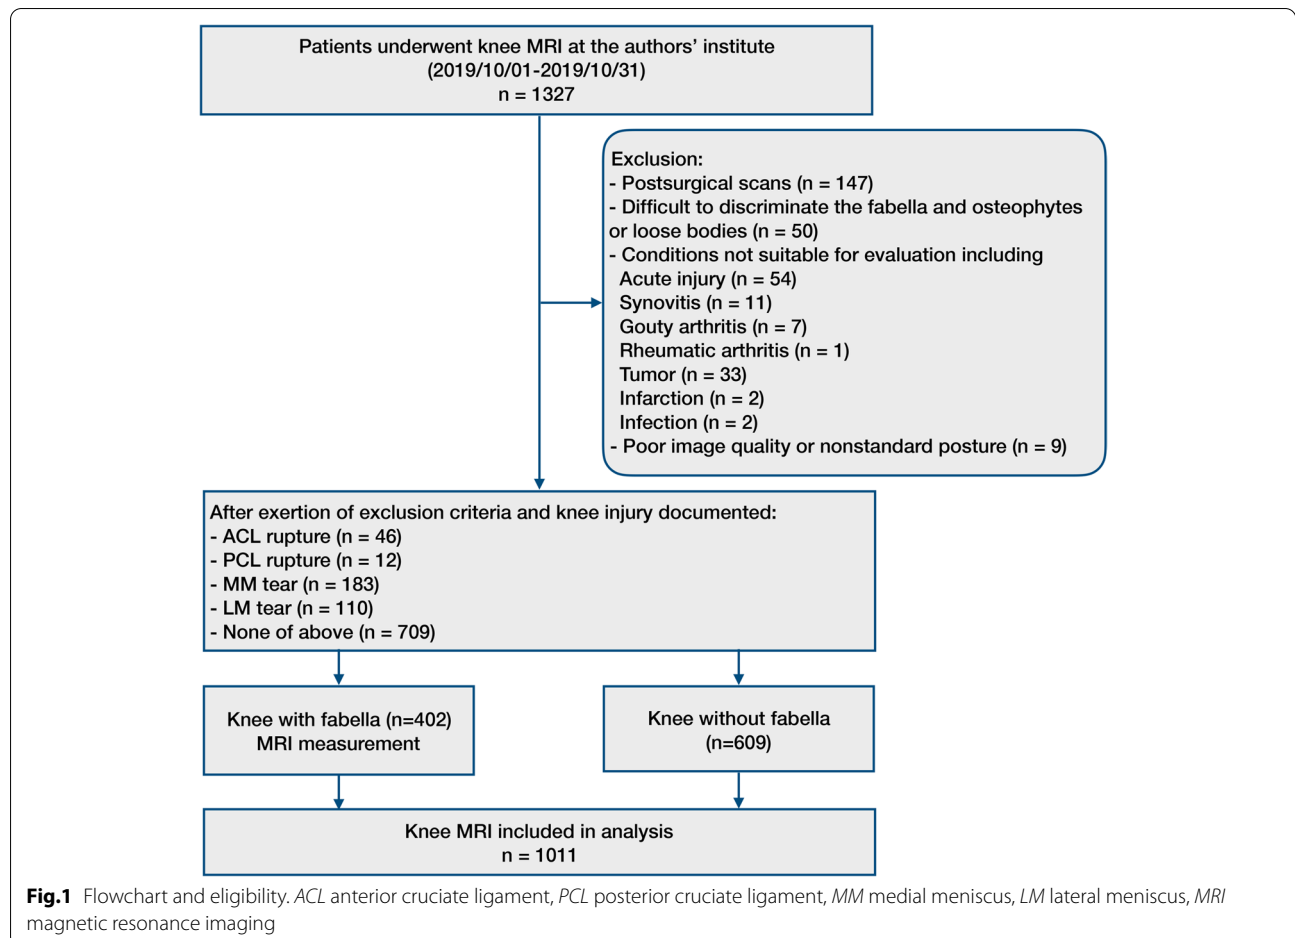 Patients underwent knee MRI at the authors’ institute
(2019/10/01-2019/10/31)
n = 1327
Exclusion:
- Postsurgical scans (n = 147)
- Difficult to discriminate the fabella and osteophytes
or loose bodies (n = 50)
- Conditions not suitable for evaluation including
Acute injury (n = 54)
Synovitis (n = 11)
Gouty arthritis (n = 7)
Rheumatic arthritis (n = 1)
Tumor (n = 33)
Infarction (n = 2)
Infection (n = 2)
- Poor image quality or nonstandard posture (n = 9)
After exertion of exclusion criteria and knee injury documented:
- ACL rupture (n = 46)
- PCL rupture (n = 12)
- MM tear (n = 183)
- LM tear (n = 110)
- None of above (n = 709)
Knee with fabella (n=402)
MRI measurement
Knee without fabella
(n=609)
Knee MRI included in analysis
n = 1011
Fig.1 Flowchart and eligibility. ACL anterior cruciate ligament, PCL posterior cruciate ligament, MM medial meniscus, LM lateral meniscus, MRI
magnetic resonance imaging